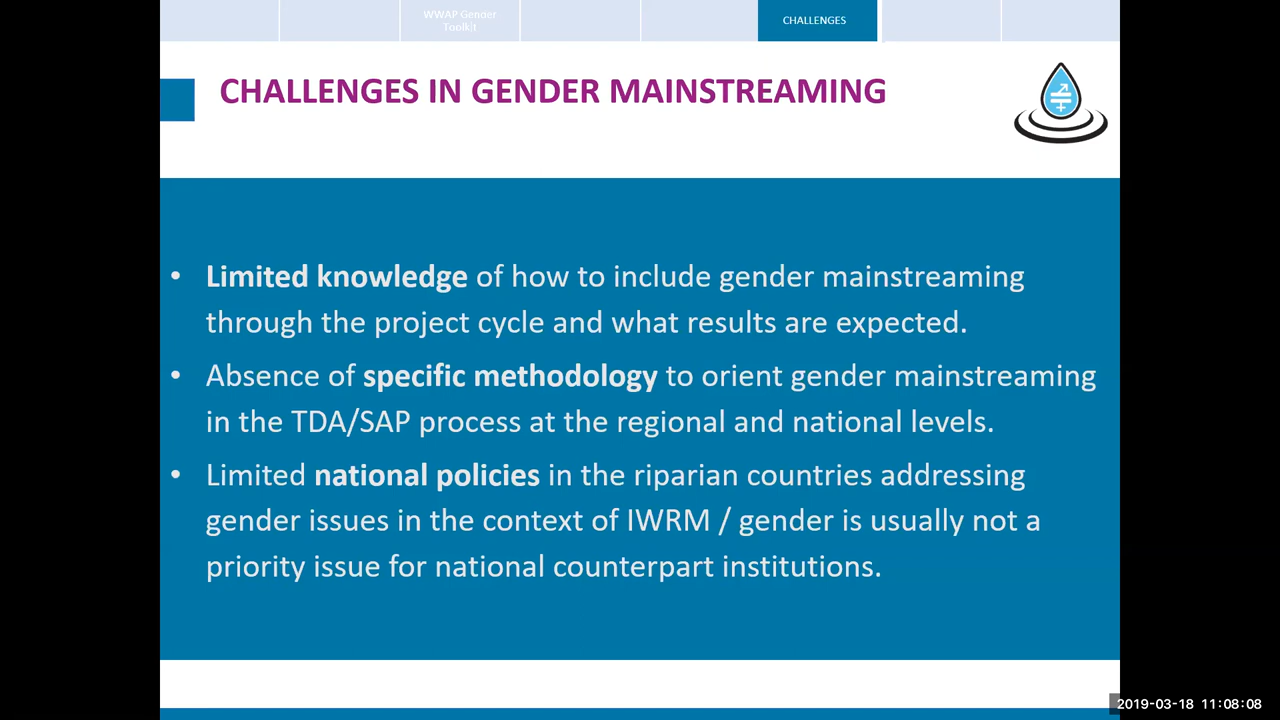 WWAP Gender
Toolkit
CHALLENGES
CHALLENGES IN GENDER MAINSTREAMING
• Limited knowledge of how to include gender mainstreaming
through the project cycle and what results are expected.
• Absence of specific methodology to orient gender mainstreaming
in the TDA/SAP process at the regional and national levels.
• Limited national policies in the riparian countries addressing
gender issues in the context of IWRM / gender is usually not a
priority issue for national counterpart institutions.
2019-03-18 11:08:08